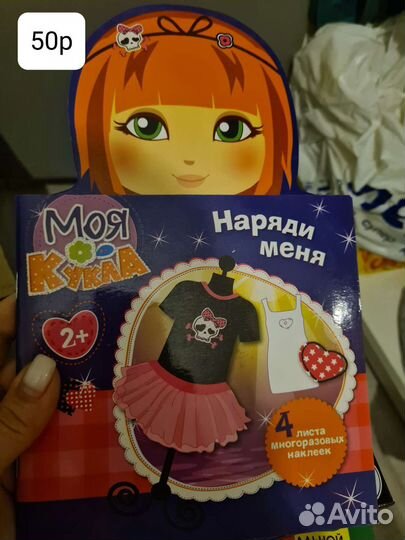 50р
Моя
Кукла
2+
Наряди
меня
4 листа
многоразовых
наклеек
Avito